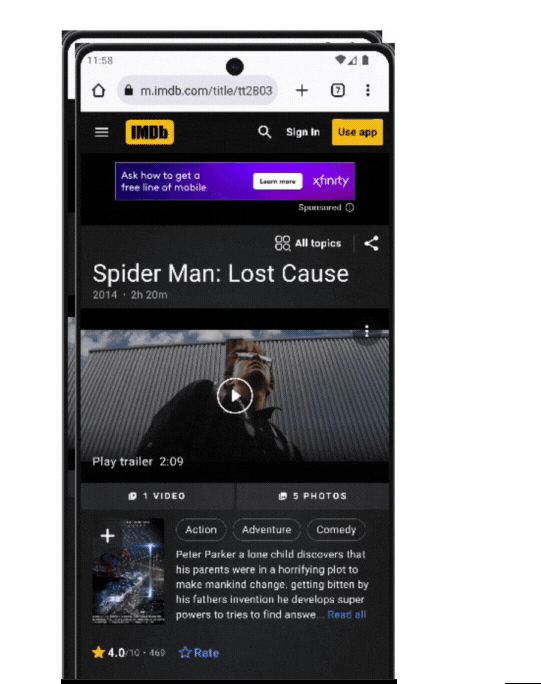 11:58
m.imdb.com/title/tt2803
7
IMDb
Sign In
Use app
Ask how to get a
free line of mobile
Learn more
xfinity
Sponsored
All topics
Spider Man: Lost Cause
2014 · 2h 20m
Play trailer 2:09
1 VIDEO
5 PHOTOS
Action
Adventure
Comedy
Peter Parker a lone child discovers that
his parents were in a horrifying plot to
make mankind change. getting bitten by
his fathers invention he develops super
powers to tries to find answe... Read all
4.0/10 · 469
Rate